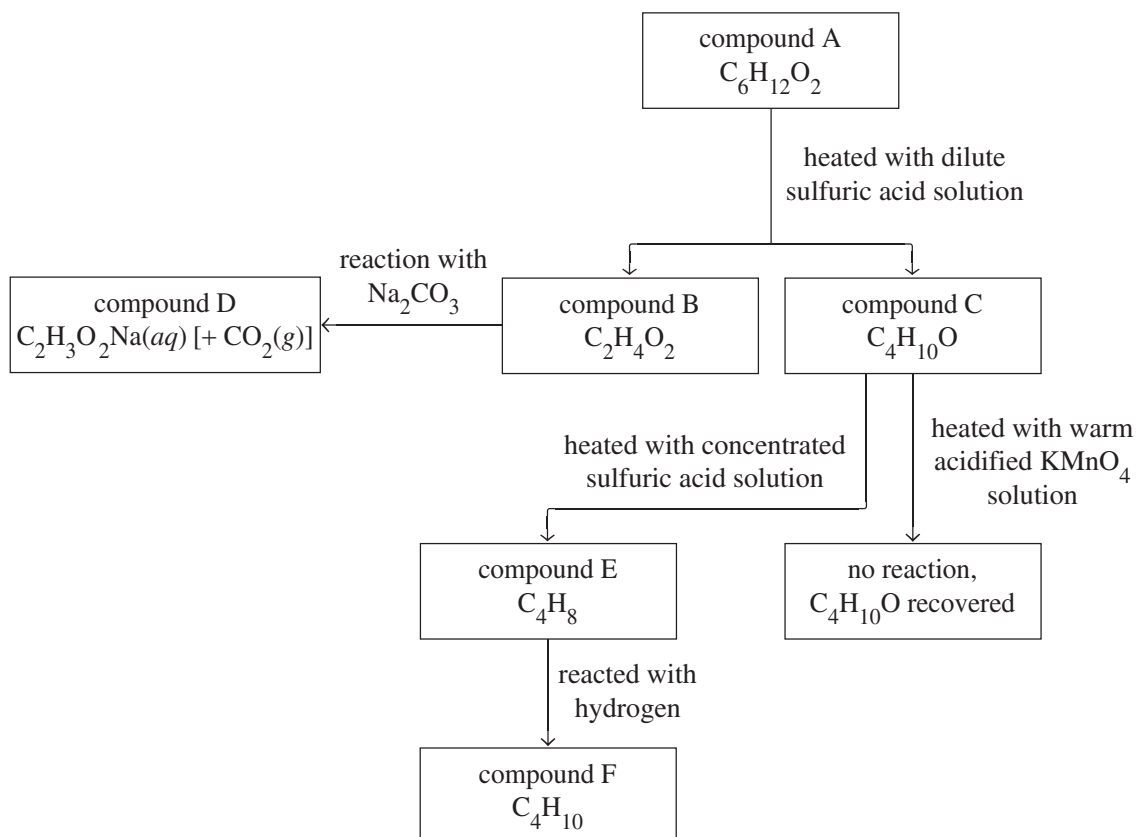 compound A
C₆H₁₂O₂
heated with dilute
sulfuric acid solution
reaction with
Na₂CO₃
compound D
C₂H₃O₂Na(aq) [+ CO₂(g)]
compound B
C₂H₄O₂
compound C
C₄H₁₀O
heated with concentrated
sulfuric acid solution
heated with warm
acidified KMnO₄
solution
compound E
C₄H₈
no reaction,
C₄H₁₀O recovered
reacted with
hydrogen
compound F
C₄H₁₀